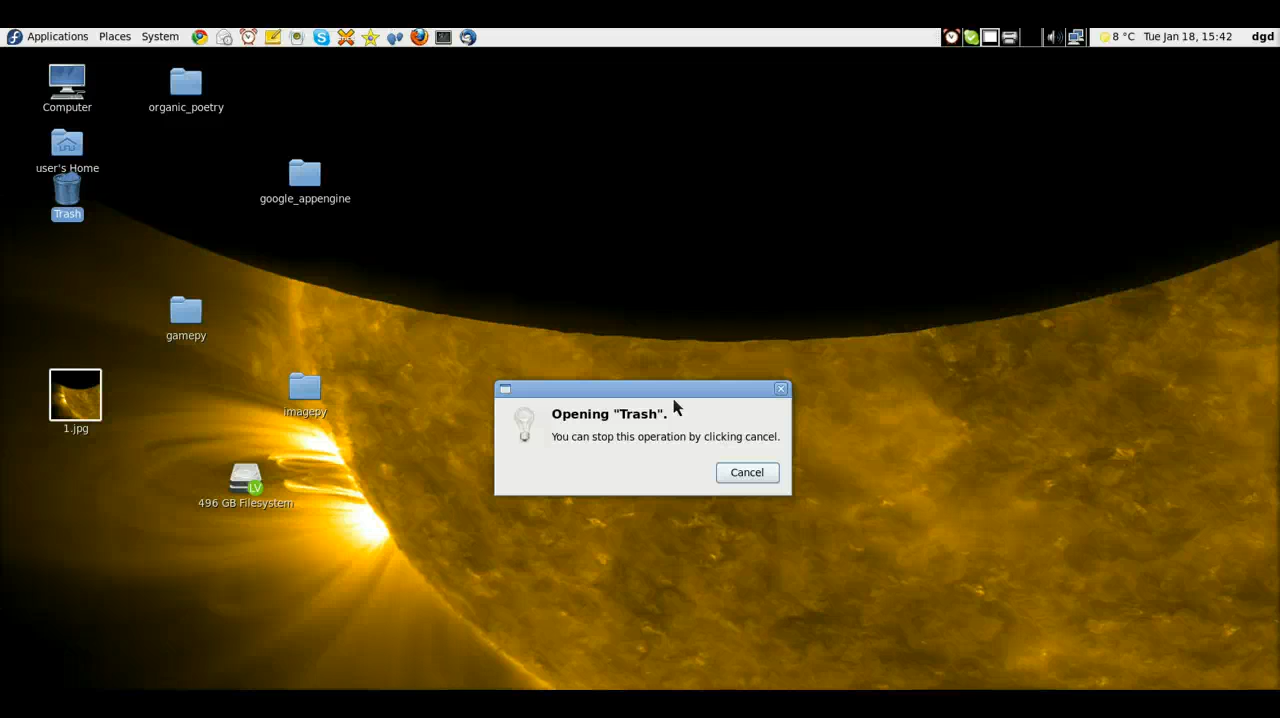 Applications Places System
8 °C Tue Jan 18, 15:42 dgd
Computer
organic_poetry
user's Home
Trash
google_appengine
gamepy
1.jpg
imagepy
496 GB Filesystem
LV
Opening "Trash".
You can stop this operation by clicking cancel.
Cancel